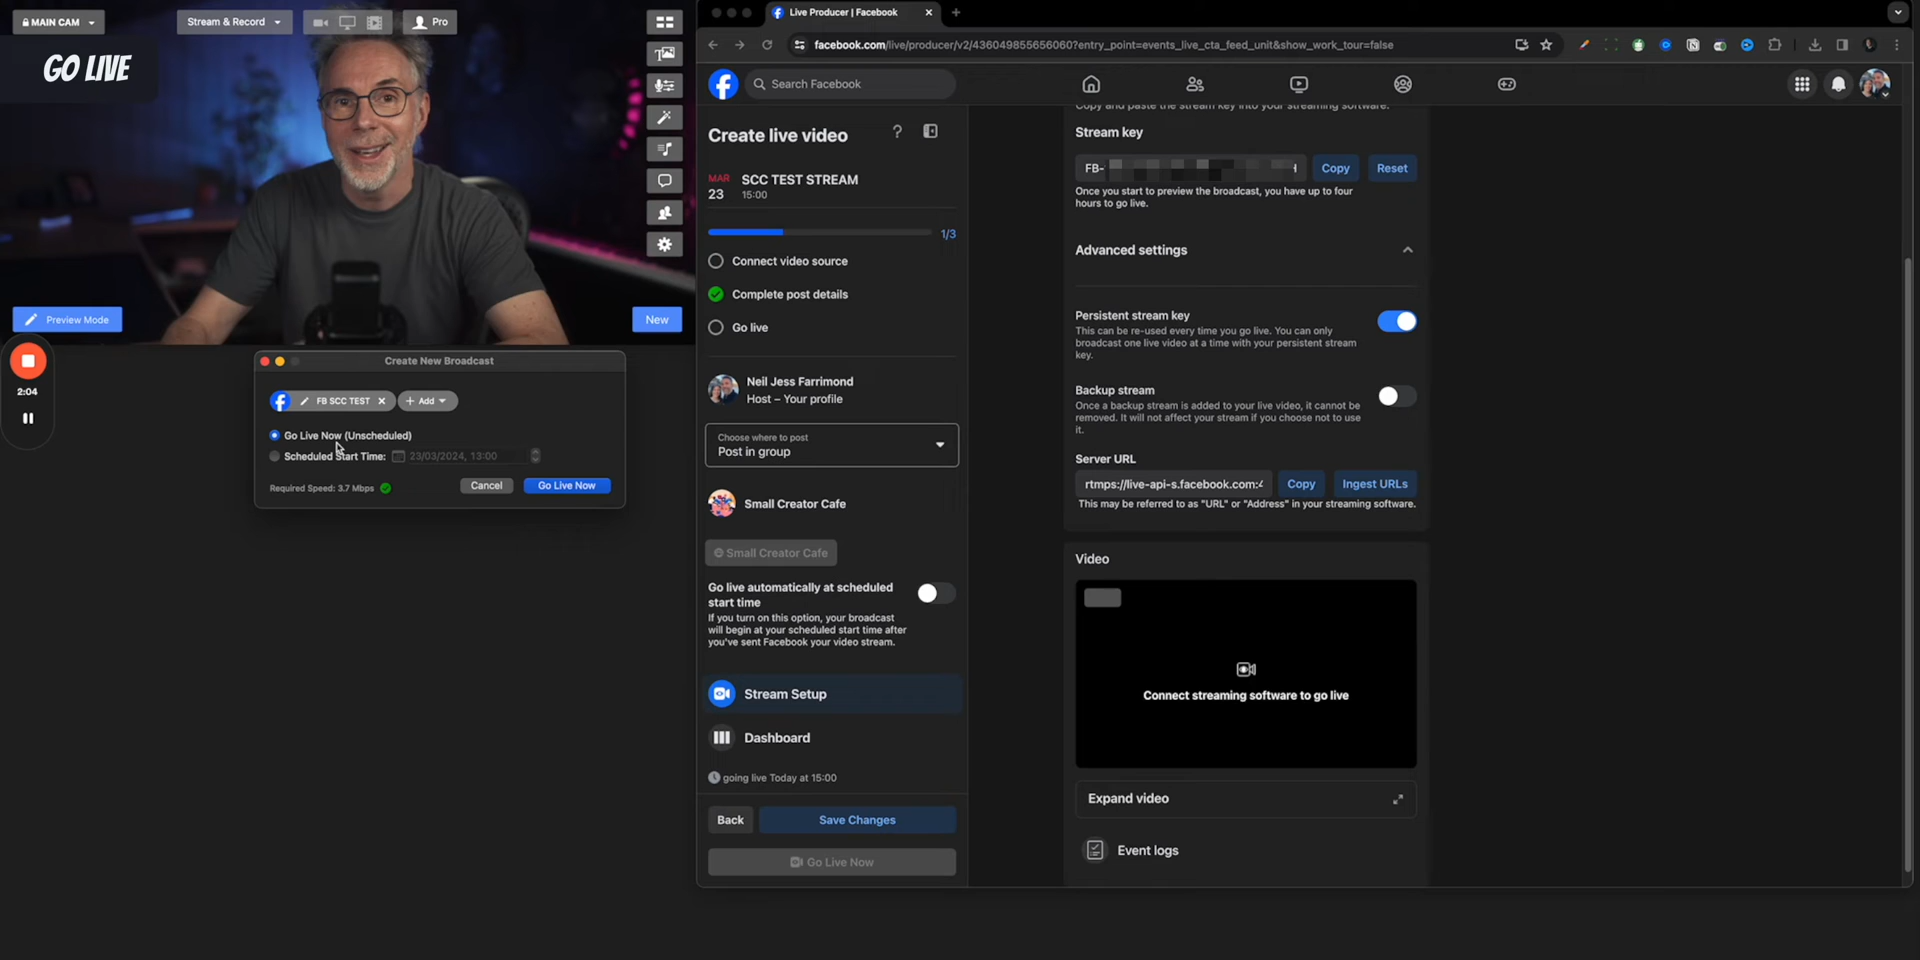 MAIN CAM
Stream & Record
Pro
GO LIVE
Preview Mode
New
2:04
Create New Broadcast
FB SCC TEST
+ Add
Go Live Now (Unscheduled)
Scheduled Start Time:
23/03/2024, 13:00
Required Speed: 3.7 Mbps
Cancel
Go Live Now
Live Producer | Facebook
facebook.com/live/producer/v2/436049855656060?entry_point=events_live_cta_feed_unit&show_work_tour=false
Search Facebook
Create live video
MAR
23
SCC TEST STREAM
15:00
1/3
Connect video source
Complete post details
Go live
Neil Jess Farrimond
Host – Your profile
Choose where to post
Post in group
Small Creator Cafe
Small Creator Cafe
Go live automatically at scheduled
start time
If you turn on this option, your broadcast
will begin at your scheduled start time after
you've sent Facebook your video stream.
Stream Setup
Dashboard
going live Today at 15:00
Back
Save Changes
Go Live Now
Copy and paste the stream key into your streaming software.
Stream key
FB-
Copy
Reset
Once you start to preview the broadcast, you have up to four
hours to go live.
Advanced settings
Persistent stream key
This can be re-used every time you go live. You can only
broadcast one live video at a time with your persistent stream
key.
Backup stream
Once a backup stream is added to your live video, it cannot be
removed. It will not affect your stream if you choose not to use
it.
Server URL
rtmps://live-api-s.facebook.com:4
Copy
Ingest URLs
This may be referred to as "URL" or "Address" in your streaming software.
Video
Connect streaming software to go live
Expand video
Event logs